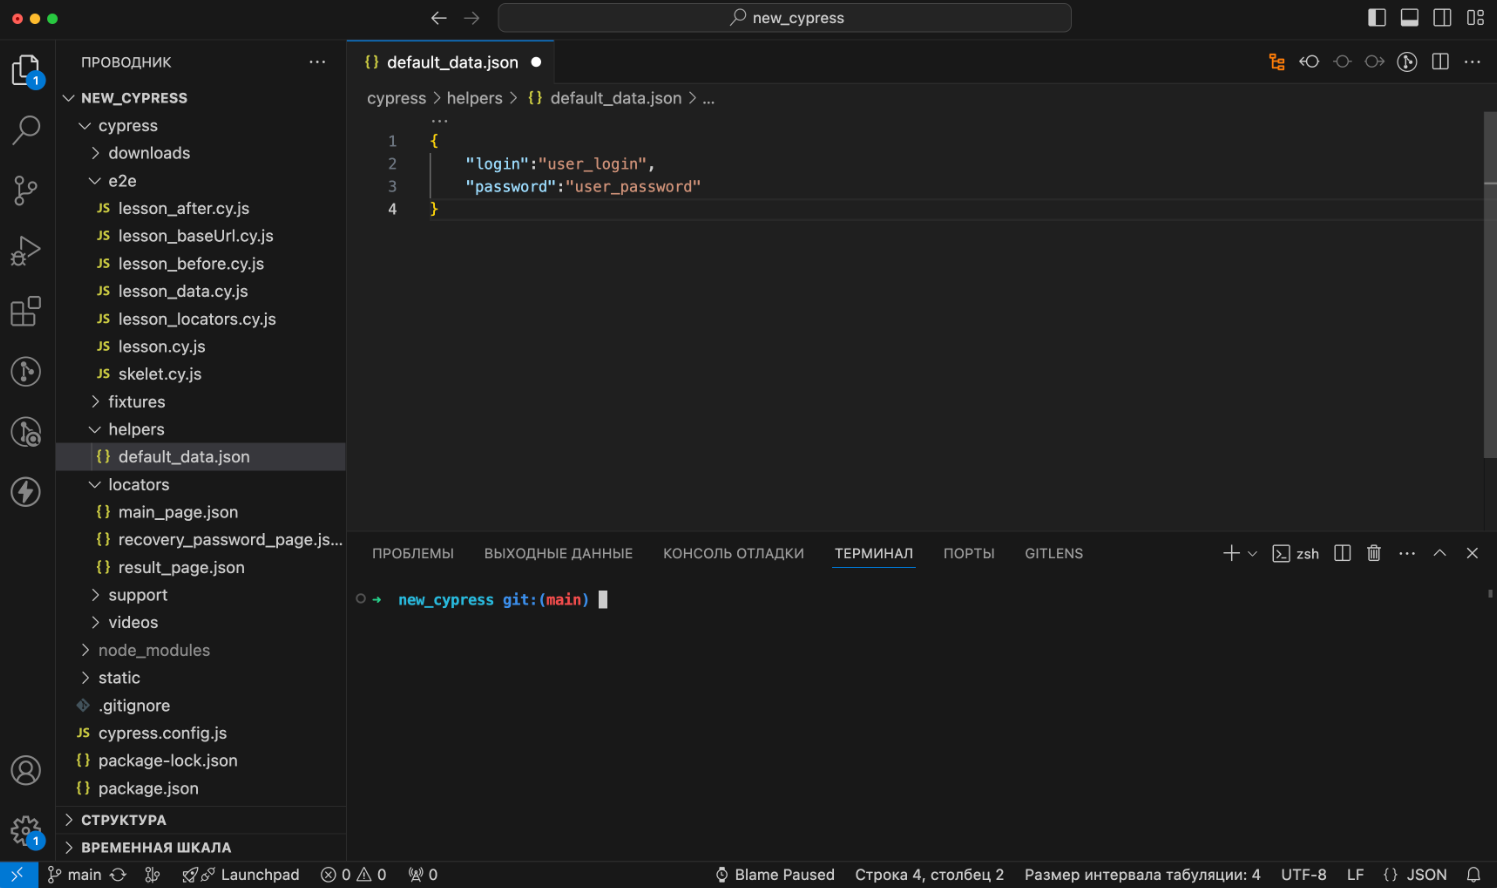 new_cypress
ПРОВОДНИК
NEW_CYPRESS
cypress
downloads
e2e
JS lesson_after.cy.js
JS lesson_baseUrl.cy.js
JS lesson_before.cy.js
JS lesson_data.cy.js
JS lesson_locators.cy.js
JS lesson.cy.js
JS skelet.cy.js
fixtures
helpers
{} default_data.json
locators
{} main_page.json
{} recovery_password_page.js...
{} result_page.json
support
videos
node_modules
static
.gitignore
JS cypress.config.js
{} package-lock.json
{} package.json
СТРУКТУРА
ВРЕМЕННАЯ ШКАЛА
1
1
{} default_data.json
cypress > helpers > {} default_data.json > ...
...
1 {
2 "login":"user_login",
3 "password":"user_password"
4 }
ПРОБЛЕМЫ ВЫХОДНЫЕ ДАННЫЕ КОНСОЛЬ ОТЛАДКИ ТЕРМИНАЛ ПОРТЫ GITLENS zsh
→ new_cypress git:(main)
main Launchpad 0 0 0 Blame Paused Строка 4, столбец 2 Размер интервала табуляции: 4 UTF-8 LF {} JSON